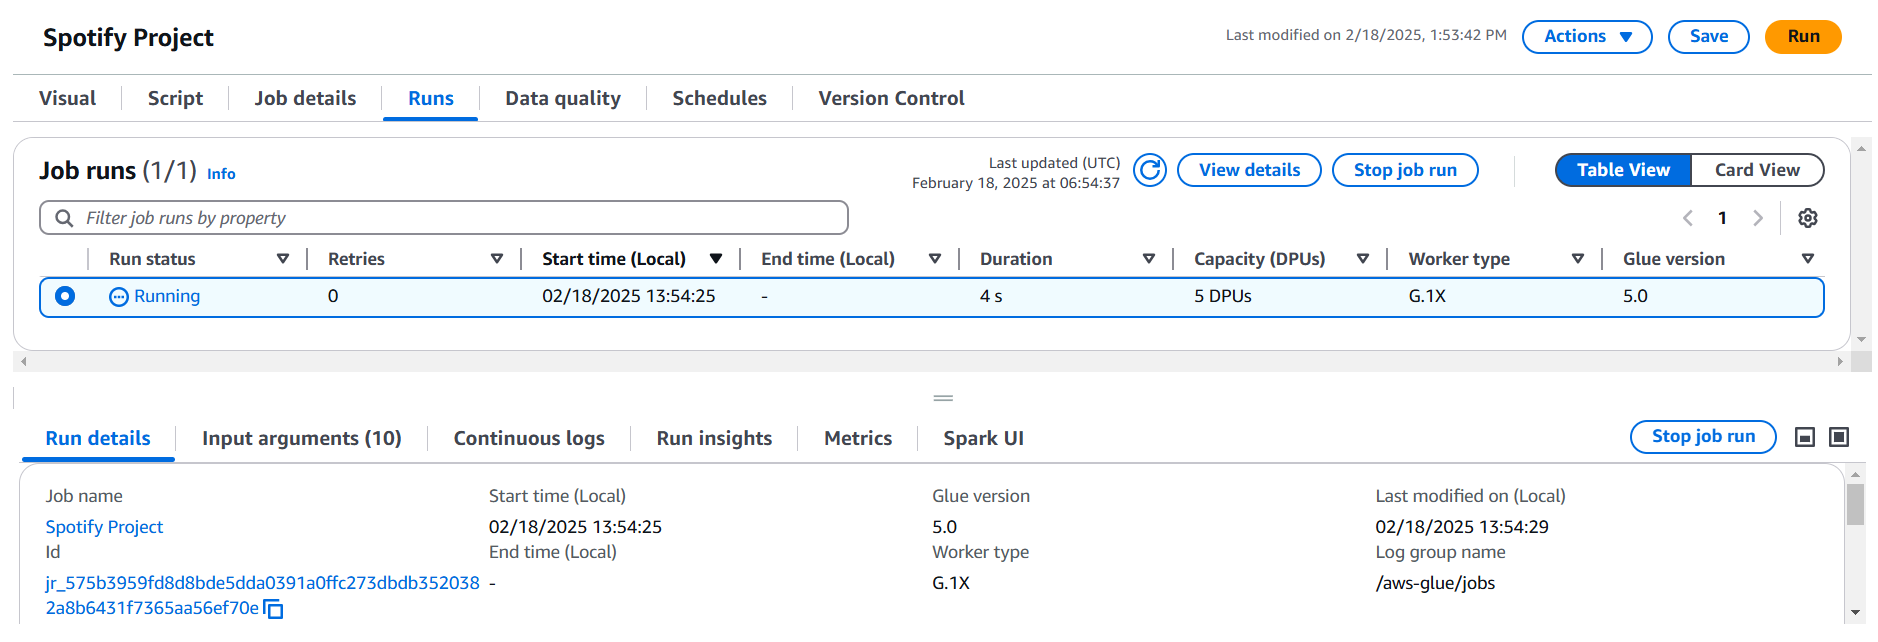 Spotify Project
Last modified on 2/18/2025, 1:53:42 PM
Actions
Save
Run
Visual
Script
Job details
Runs
Data quality
Schedules
Version Control
Job runs (1/1) Info
Last updated (UTC)
February 18, 2025 at 06:54:37
View details
Stop job run
Table View
Card View
Filter job runs by property
1
Run status
Retries
Start time (Local)
End time (Local)
Duration
Capacity (DPUs)
Worker type
Glue version
Running
0
02/18/2025 13:54:25
-
4 s
5 DPUs
G.1X
5.0
Run details
Input arguments (10)
Continuous logs
Run insights
Metrics
Spark UI
Stop job run
Job name
Start time (Local)
Glue version
Last modified on (Local)
Spotify Project
02/18/2025 13:54:25
5.0
02/18/2025 13:54:29
Id
End time (Local)
Worker type
Log group name
jr_575b3959fd8d8bde5dda0391a0ffc273dbdb352038
2a8b6431f7365aa56ef70e
-
G.1X
/aws-glue/jobs